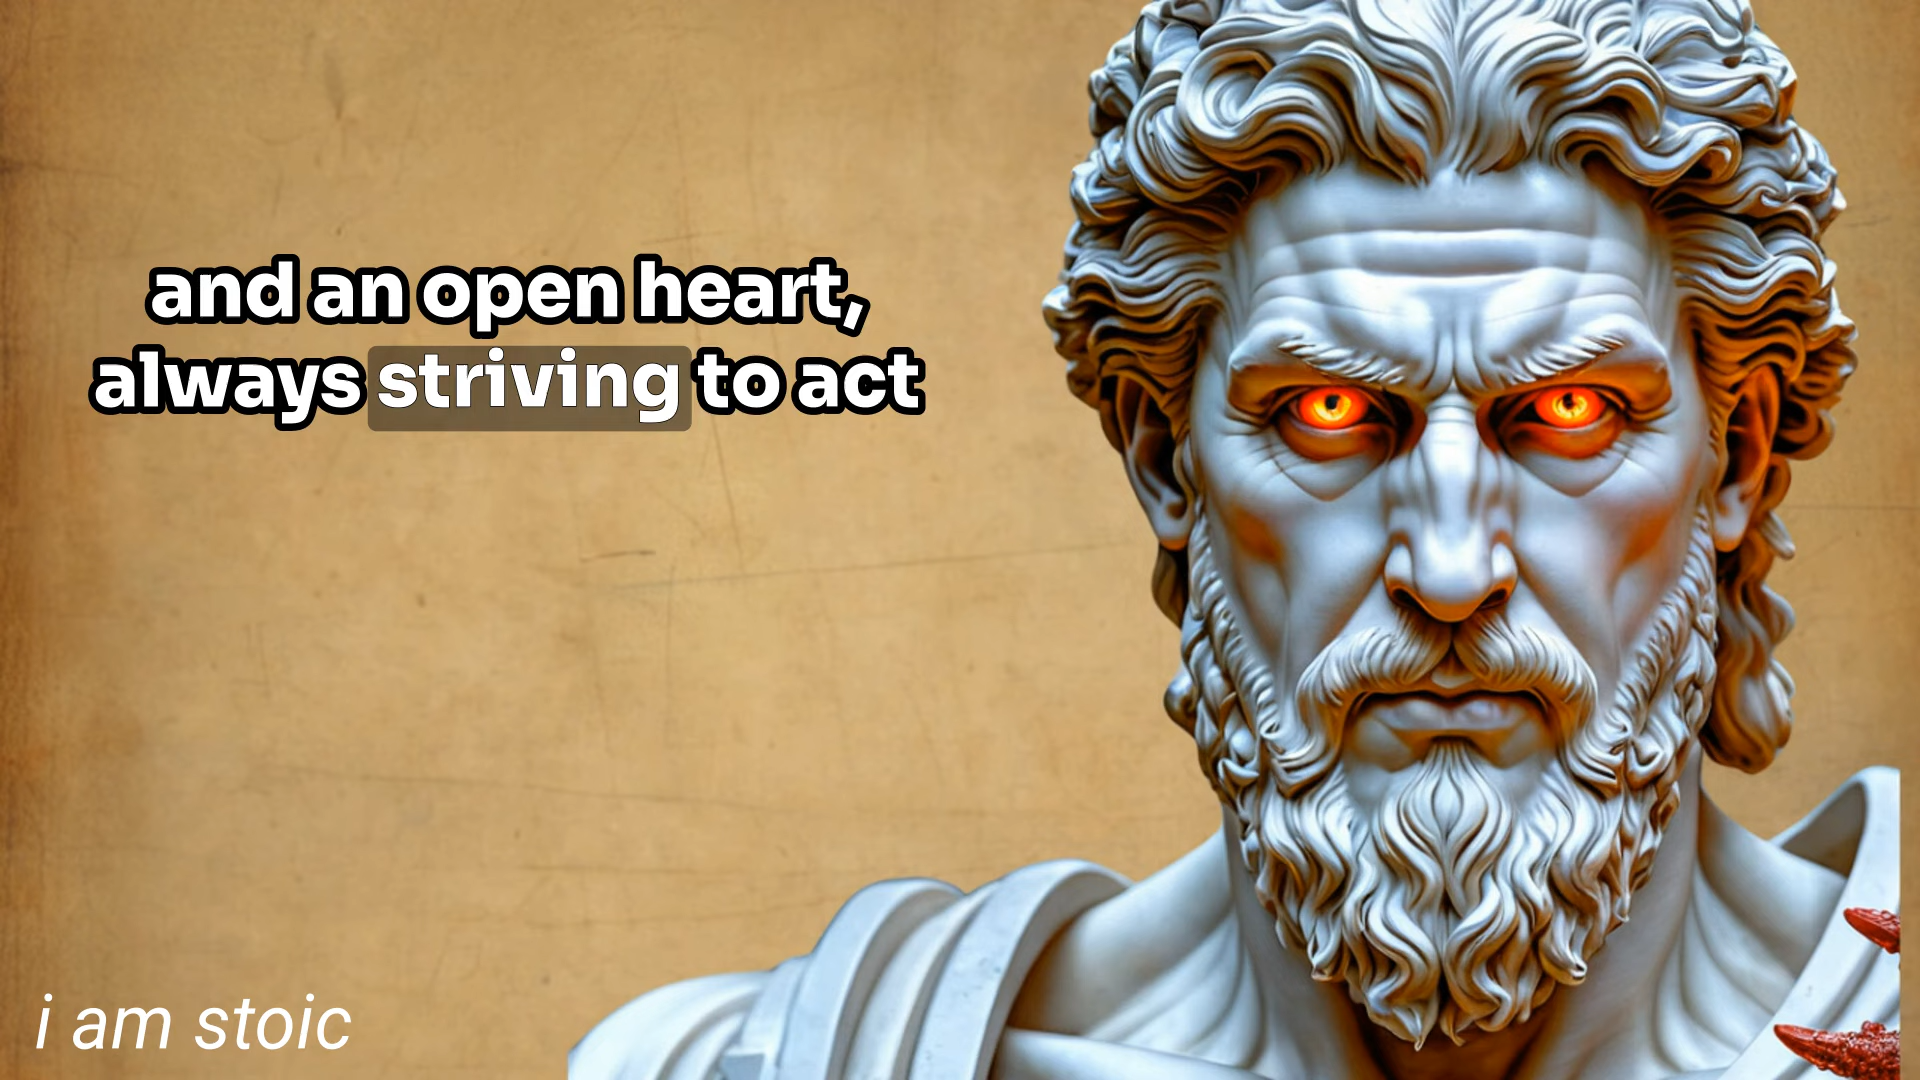 and an open heart,
always striving to act
i am stoic